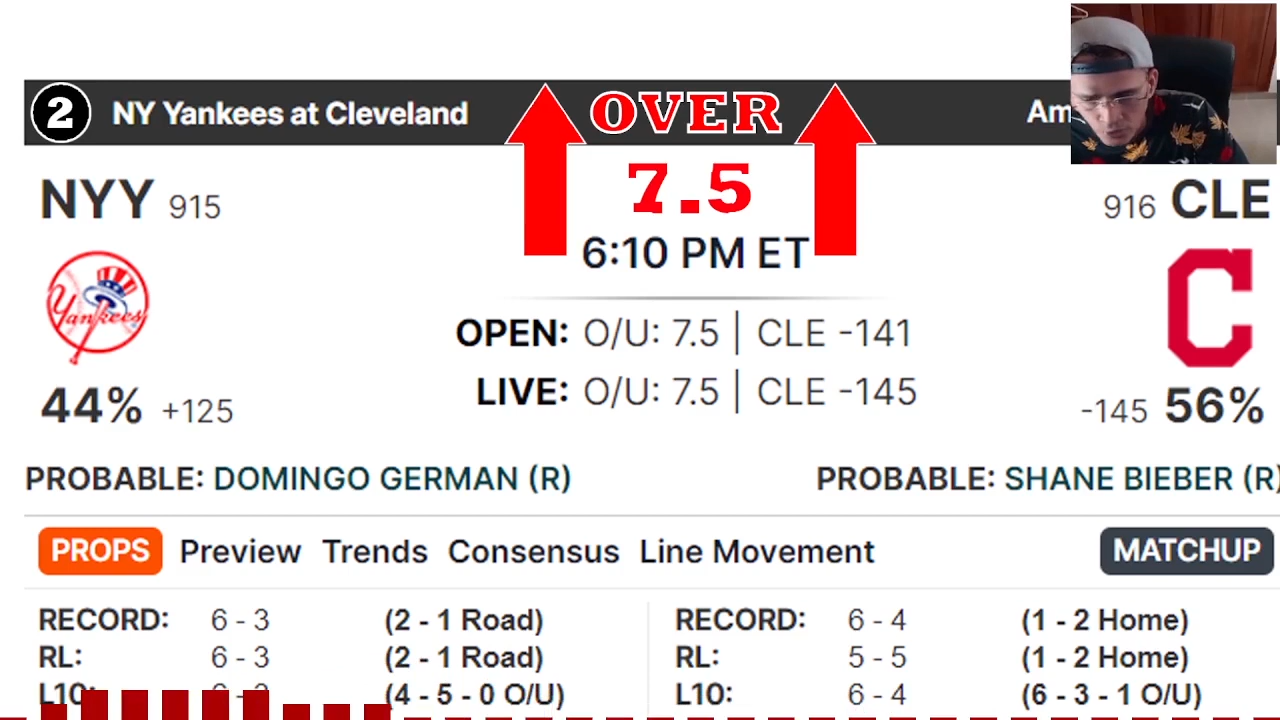 2 NY Yankees at Cleveland OVER Am
7.5
NYY 915 916 CLE
6:10 PM ET
Yankees C
OPEN: O/U: 7.5 | CLE -141
LIVE: O/U: 7.5 | CLE -145
44% +125 -145 56%
PROBABLE: DOMINGO GERMAN (R) PROBABLE: SHANE BIEBER (R)
PROPS Preview Trends Consensus Line Movement MATCHUP
RECORD: 6 - 3 (2 - 1 Road) RECORD: 6 - 4 (1 - 2 Home)
RL: 6 - 3 (2 - 1 Road) RL: 5 - 5 (1 - 2 Home)
L10: (4 - 5 - 0 O/U) L10: 6 - 4 (6 - 3 - 1 O/U)